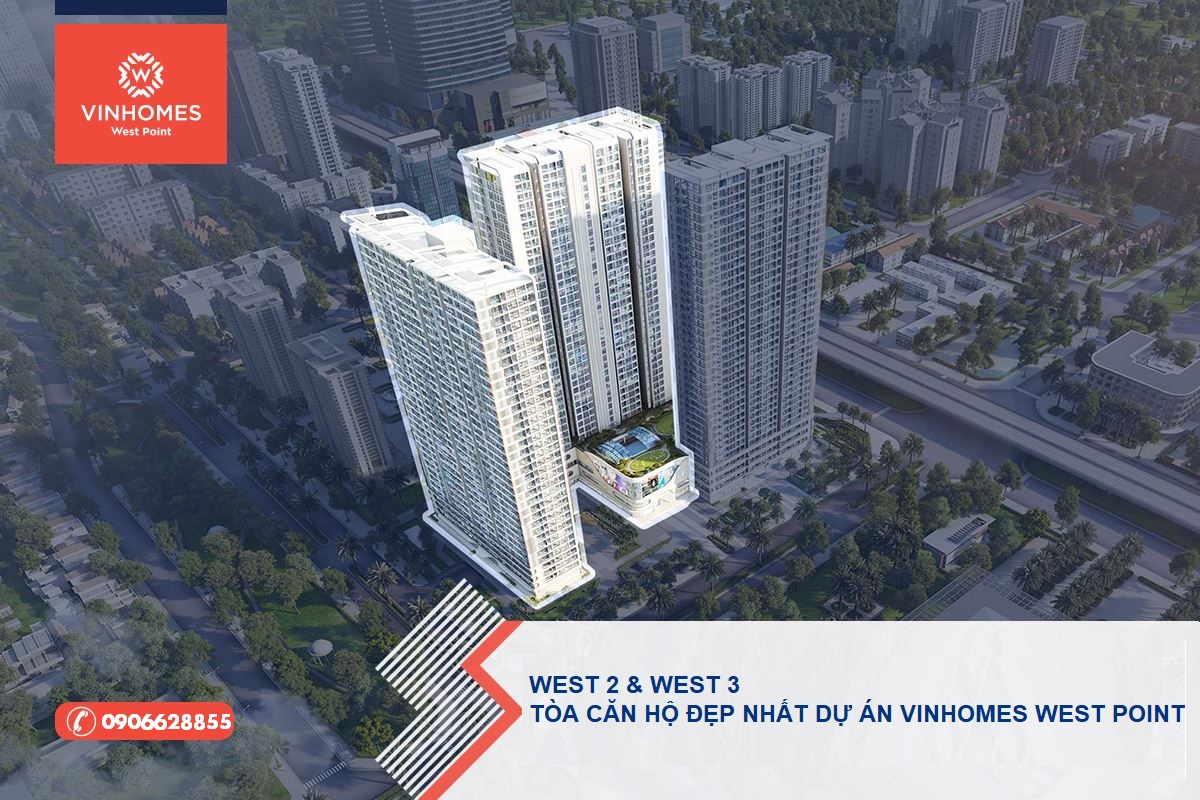 VINHOMES
West Point
WEST 2 & WEST 3
TÒA CĂN HỘ ĐẸP NHẤT DỰ ÁN VINHOMES WEST POINT
0906628855